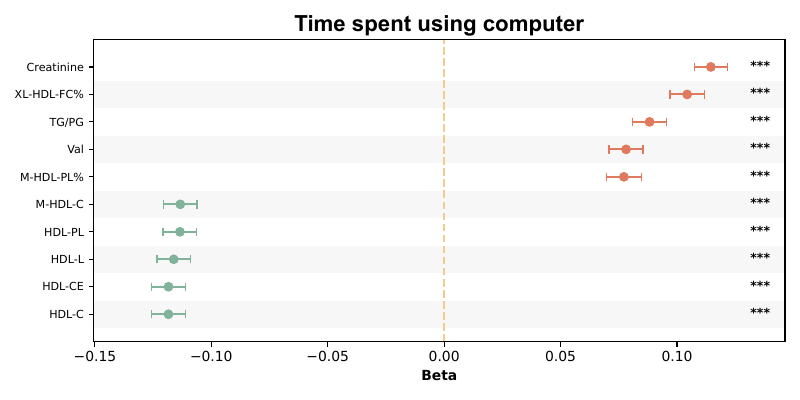 Time spent using computer
Creatinine ***
XL-HDL-FC% ***
TG/PG ***
Val ***
M-HDL-PL% ***
M-HDL-C ***
HDL-PL ***
HDL-L ***
HDL-CE ***
HDL-C ***
−0.15 −0.10 −0.05 0.00 0.05 0.10
Beta